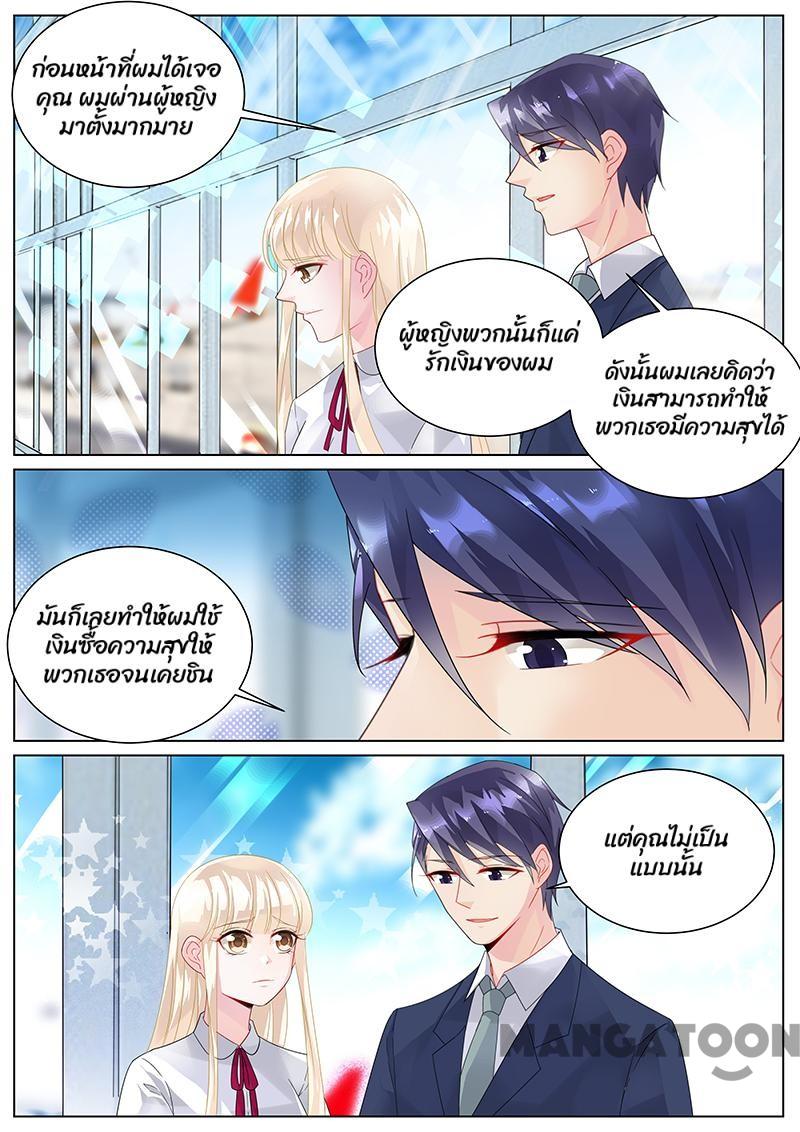 ก่อนหน้าที่ผมได้เจอ
คุณ ผมผ่านผู้หญิง
มาตั้งมากมาย
ผู้หญิงพวกนั้นก็แค่
รักเงินของผม
ดังนั้นผมเลยคิดว่า
เงินสามารถทำให้
พวกเธอมีความสุขได้
มันก็เลยทำให้ผมใช้
เงินซื้อความสุขให้
พวกเธอจนเคยชิน
แต่คุณไม่เป็น
แบบนั้น
MANGATOON